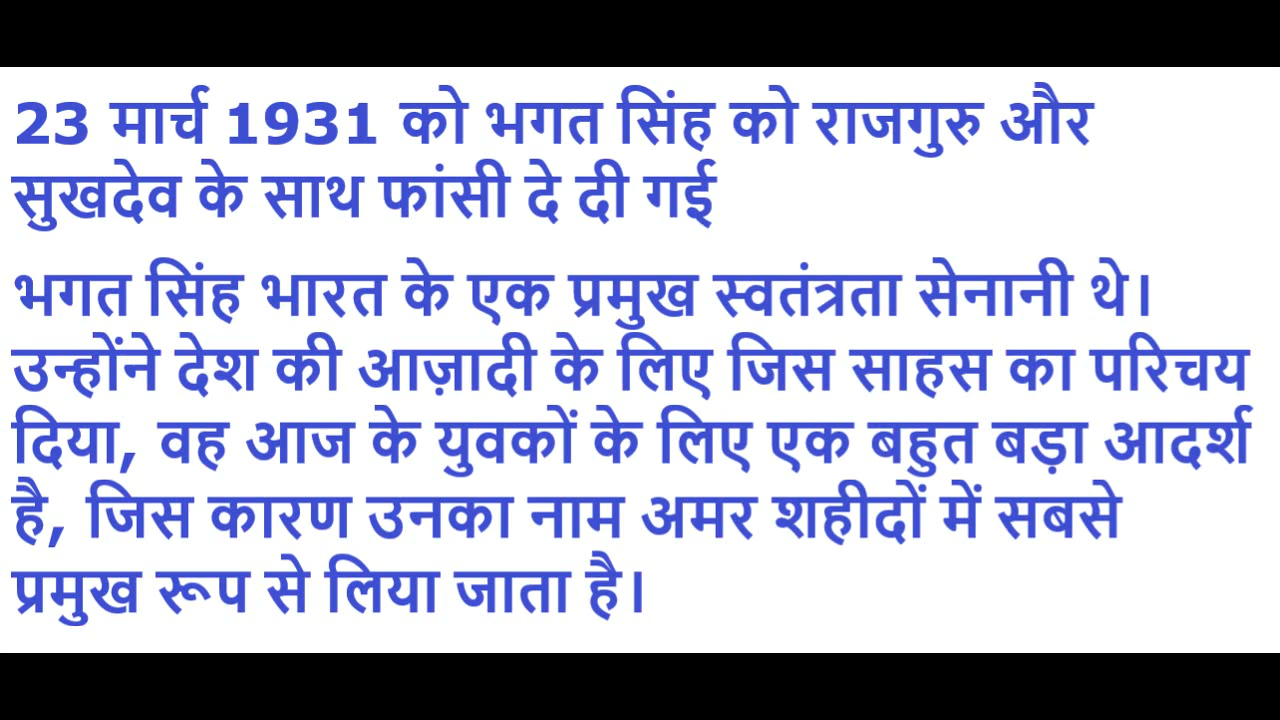 23 मार्च 1931 को भगत सिंह को राजगुरु और
सुखदेव के साथ फांसी दे दी गई
भगत सिंह भारत के एक प्रमुख स्वतंत्रता सेनानी थे।
उन्होंने देश की आज़ादी के लिए जिस साहस का परिचय
दिया, वह आज के युवकों के लिए एक बहुत बड़ा आदर्श
है, जिस कारण उनका नाम अमर शहीदों में सबसे
प्रमुख रूप से लिया जाता है।